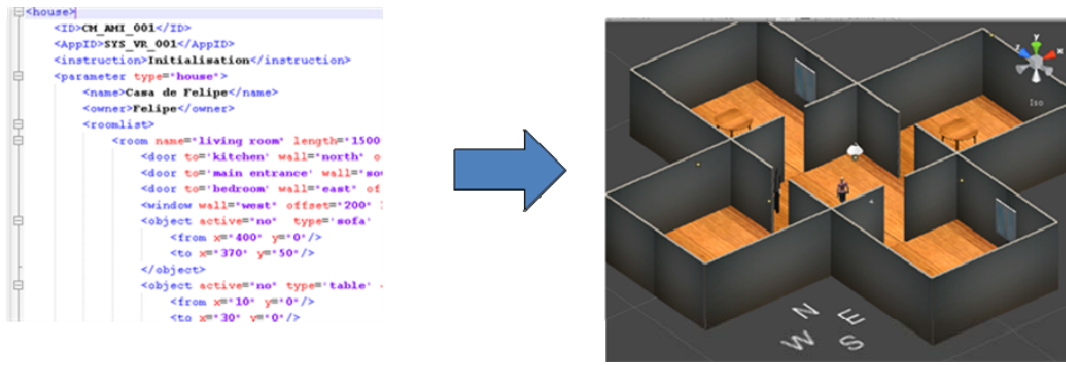 <house>
<ID>CM_AMI_001</ID>
<AppID>SYS_VR_001</AppID>
<instruction>Initialisation</instruction>
<parameter type="house">
<name>Casa de Felipe</name>
<owner>Felipe</owner>
<roomlist>
<room name="living room" length="1500
<door to="kitchen" wall="north" o
<door to="main entrance" wall="sou
<door to="bedroom" wall="east" of
<window wall="west" offset="200"
<object active="no" type="sofa"
<from x="400" y="0"/>
<to x="370" y="50"/>
</object>
<object active="no" type="table"
<from x="10" y="0"/>
<to x="30" y="0"/>
y
x
z
Iso
N E
W S